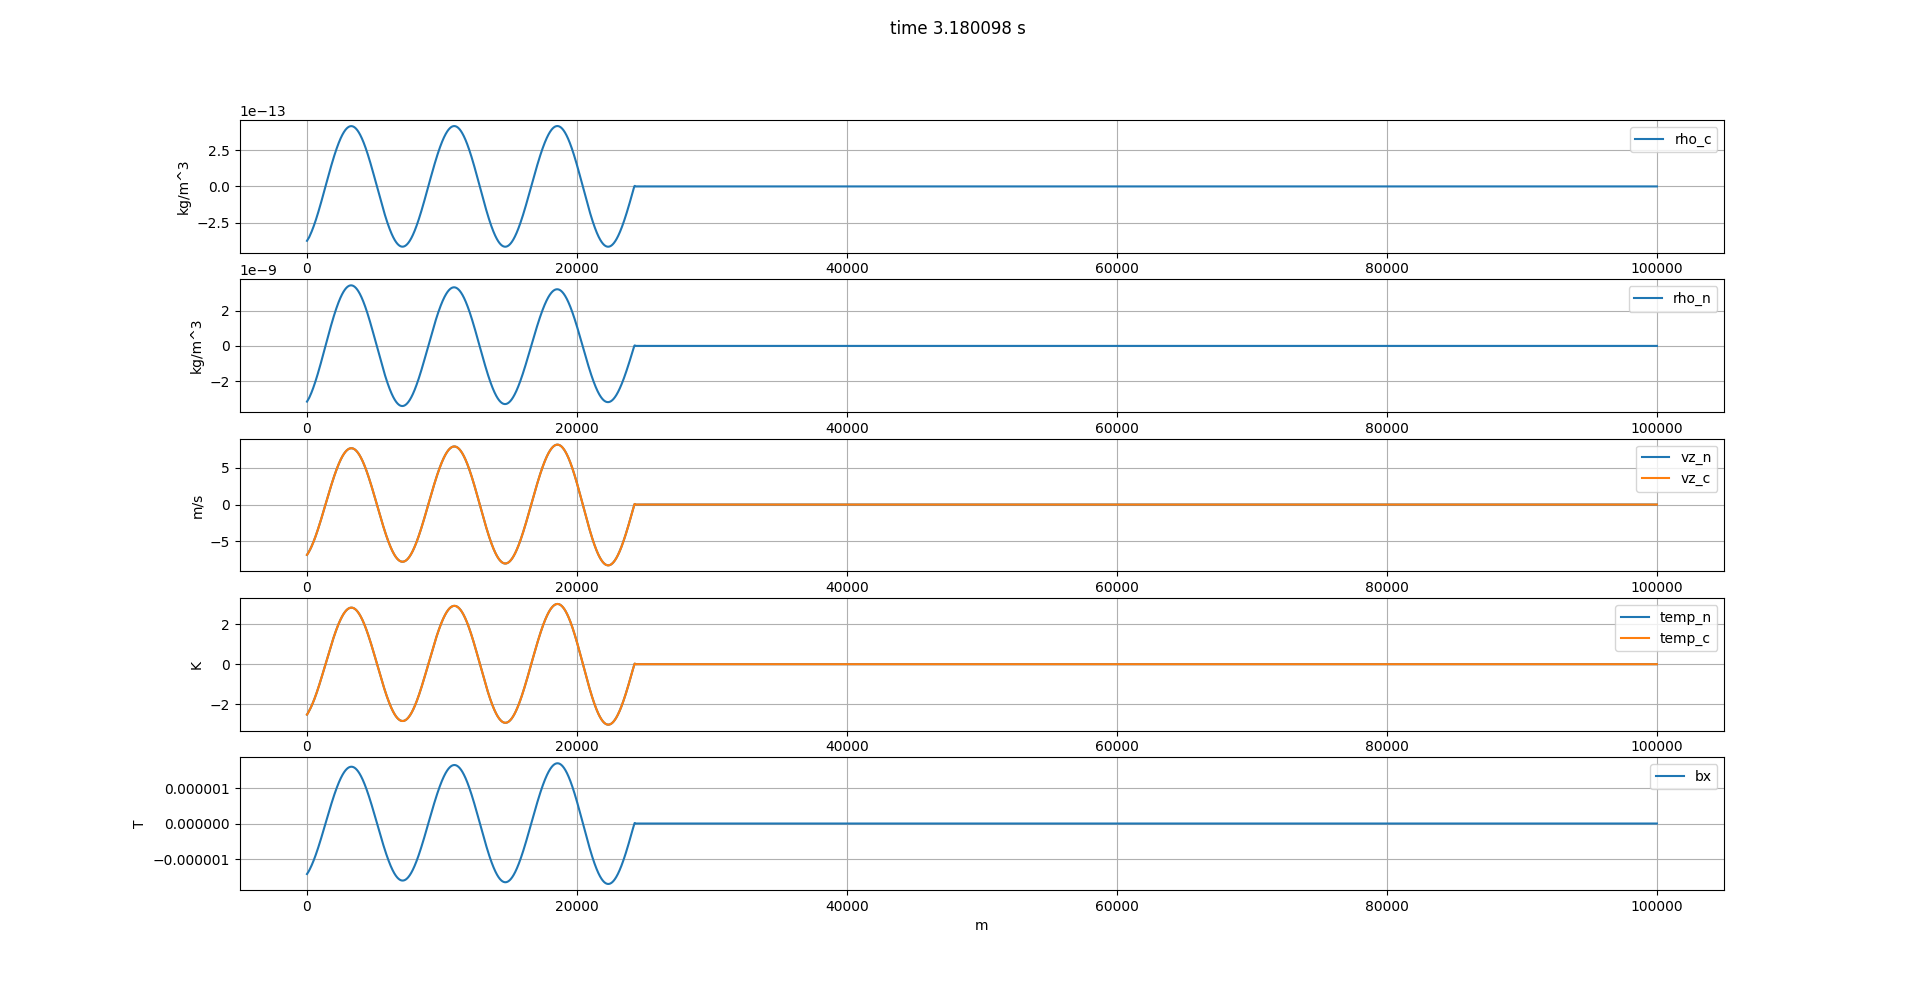 time 3.180098 s
1e−13
kg/m^3
2.5
0.0
−2.5
rho_c
0 20000 40000 60000 80000 100000
1e−9
kg/m^3
2
0
−2
rho_n
0 20000 40000 60000 80000 100000
m/s
5
0
−5
vz_n
vz_c
0 20000 40000 60000 80000 100000
K
2
0
−2
temp_n
temp_c
0 20000 40000 60000 80000 100000
T
0.000001
0.000000
−0.000001
bx
0 20000 40000 60000 80000 100000
m